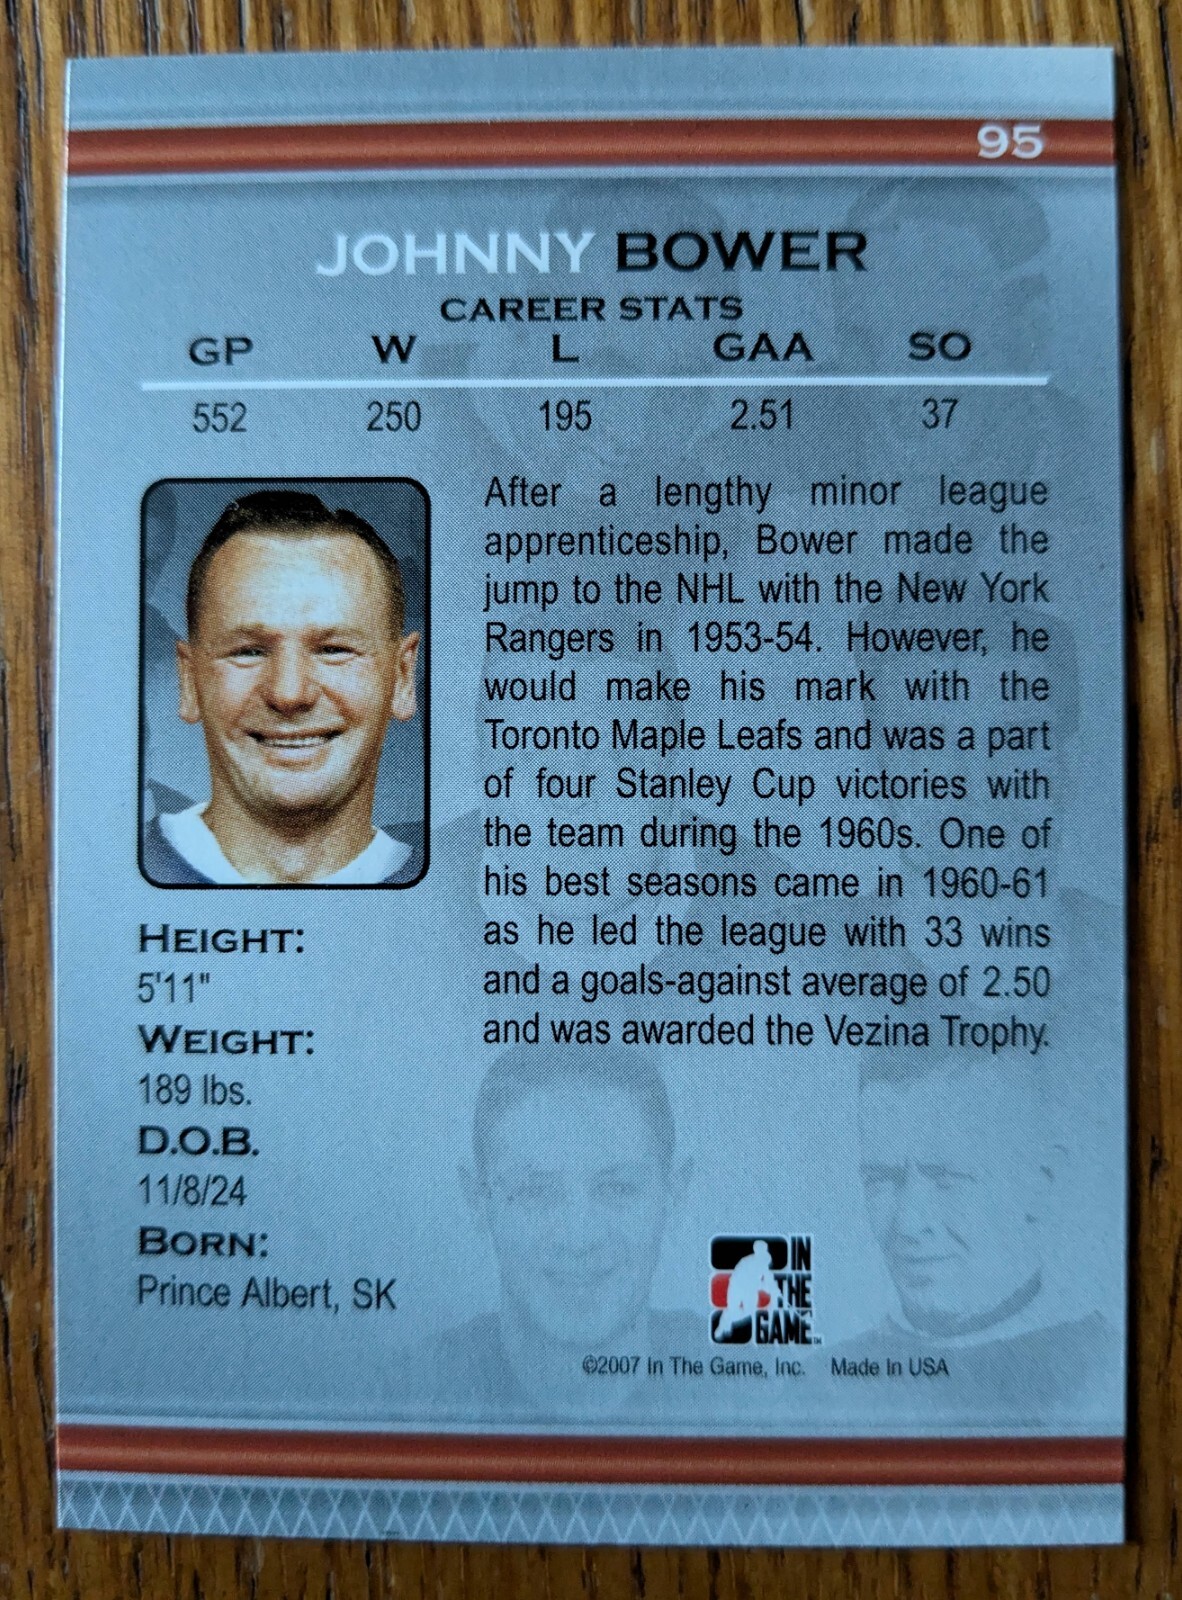 95
JOHNNY BOWER
CAREER STATS
GP W L GAA SO
552 250 195 2.51 37
After a lengthy minor league
apprenticeship, Bower made the
jump to the NHL with the New York
Rangers in 1953-54. However, he
would make his mark with the
Toronto Maple Leafs and was a part
of four Stanley Cup victories with
the team during the 1960s. One of
his best seasons came in 1960-61
as he led the league with 33 wins
and a goals-against average of 2.50
and was awarded the Vezina Trophy.
HEIGHT:
5'11"
WEIGHT:
189 lbs.
D.O.B.
11/8/24
BORN:
Prince Albert, SK
IN
THE
GAME™
©2007 In The Game, Inc. Made In USA